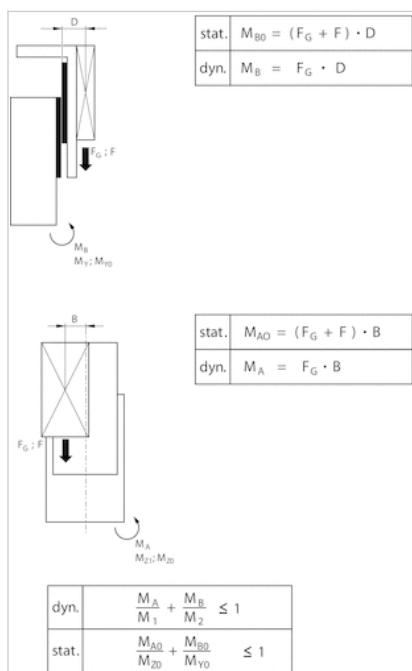 D
stat. M_B0 = (F_G + F) · D
dyn. M_B = F_G · D
F_G ; F
M_B
M_Y ; M_Y0
B
stat. M_AO = (F_G + F) · B
dyn. M_A = F_G · B
F_G ; F
M_A
M_Z1 ; M_Z0
dyn. M_A/M_1 + M_B/M_2 ≤ 1
stat. M_A0/M_Z0 + M_B0/M_Y0 ≤ 1